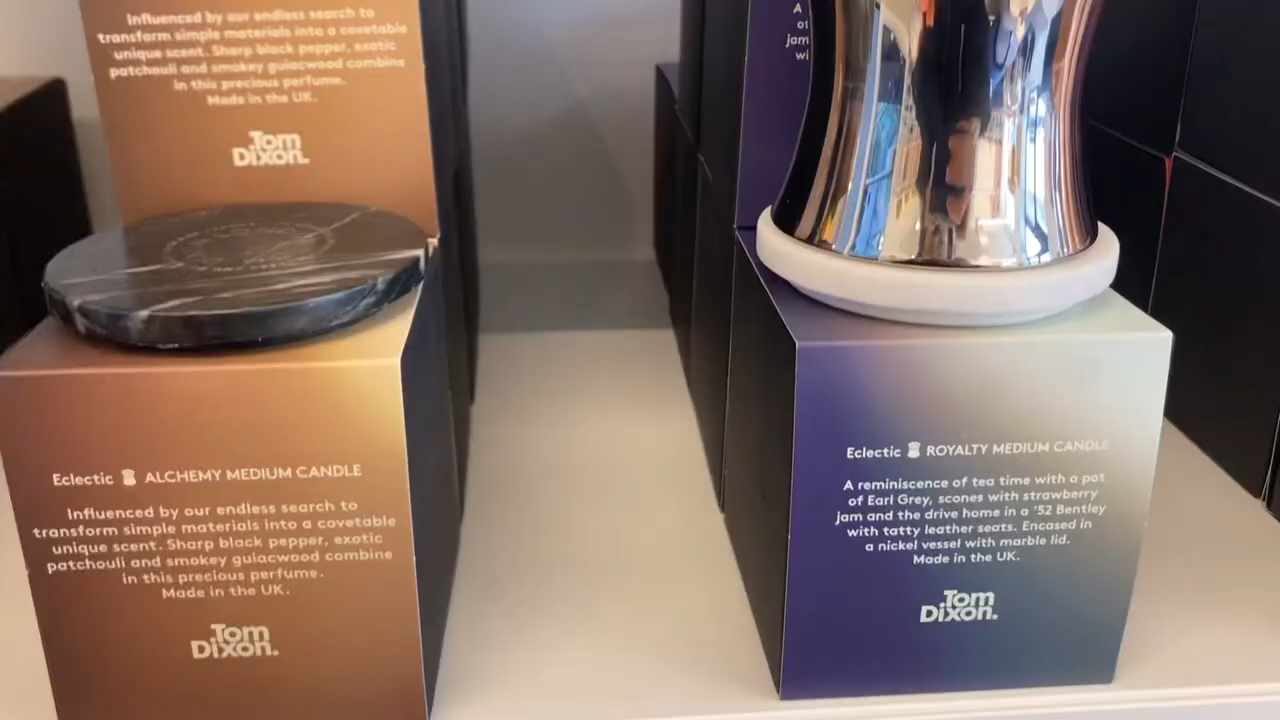 Influenced by our endless search to
transform simple materials into a covetable
unique scent. Sharp black pepper, exotic
patchouli and smokey guiacwood combine
in this precious perfume.
Made in the UK.
Tom
Dixon.
Eclectic ALCHEMY MEDIUM CANDLE
Influenced by our endless search to
transform simple materials into a covetable
unique scent. Sharp black pepper, exotic
patchouli and smokey guiacwood combine
in this precious perfume.
Made in the UK.
Tom
Dixon.
A
of
jam
wi
Eclectic ROYALTY MEDIUM CANDLE
A reminiscence of tea time with a pot
of Earl Grey, scones with strawberry
jam and the drive home in a '52 Bentley
with tatty leather seats. Encased in
a nickel vessel with marble lid.
Made in the UK.
Tom
Dixon.